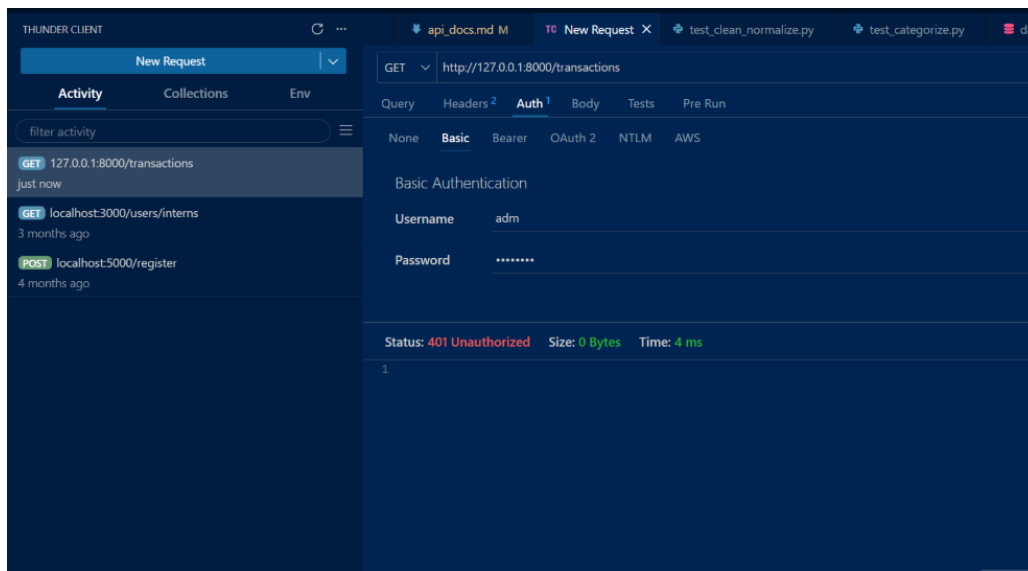 THUNDER CLIENT
api_docs.md M
TC New Request
test_clean_normalize.py
test_categorize.py
New Request
GET http://127.0.0.1:8000/transactions
Activity Collections Env
Query Headers 2 Auth 1 Body Tests Pre Run
filter activity
None Basic Bearer OAuth 2 NTLM AWS
GET 127.0.0.1:8000/transactions
just now
Basic Authentication
GET localhost:3000/users/interns
3 months ago
Username adm
POST localhost:5000/register
4 months ago
Password ••••••••
Status: 401 Unauthorized Size: 0 Bytes Time: 4 ms
1